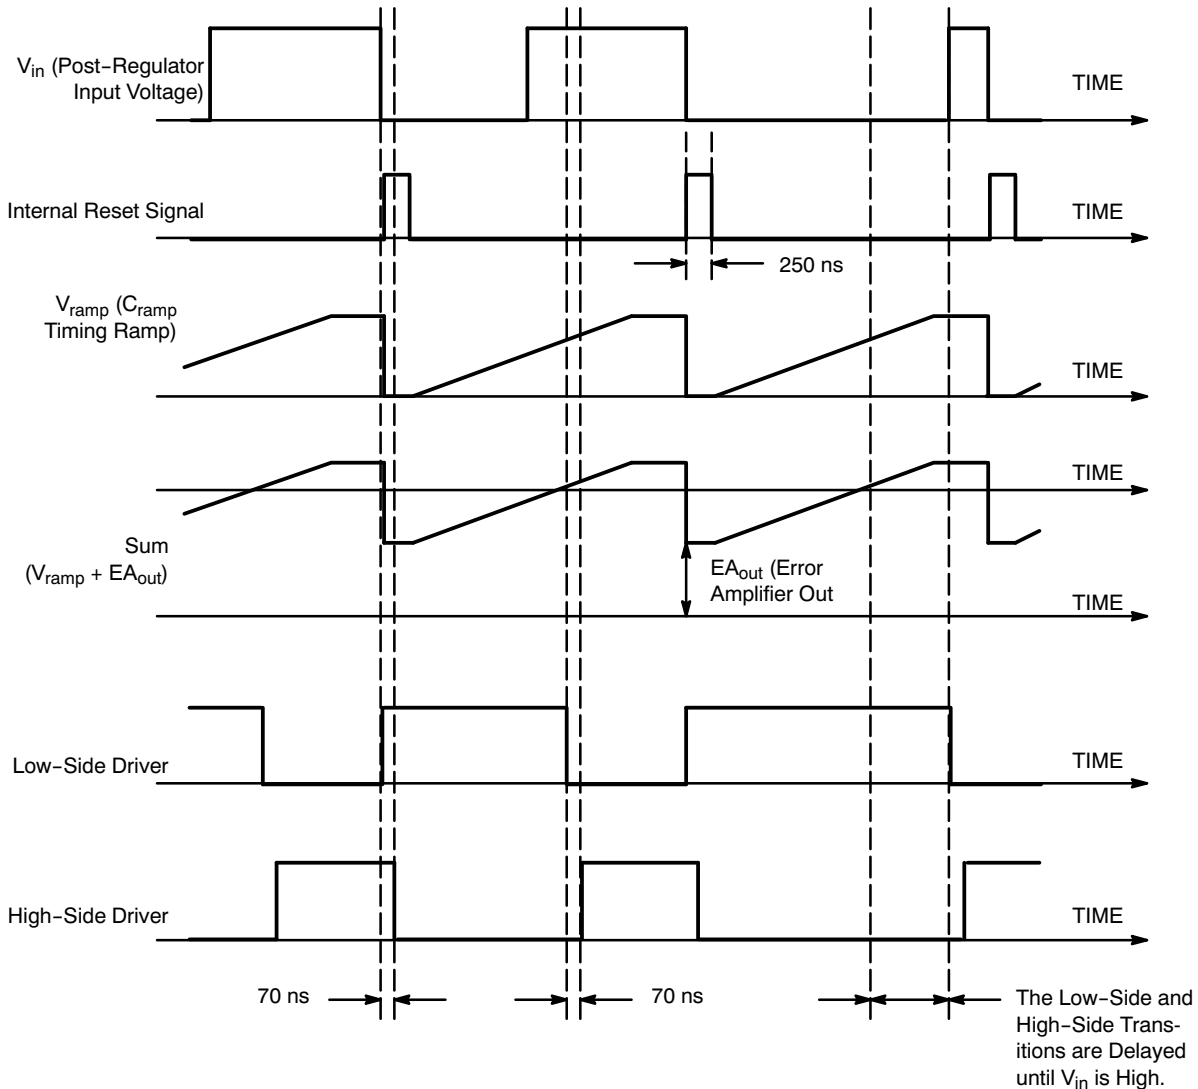 V_in (Post-Regulator
Input Voltage)
TIME
Internal Reset Signal
TIME
250 ns
V_ramp (C_ramp
Timing Ramp)
TIME
TIME
Sum
(V_ramp + EA_out)
EA_out (Error
Amplifier Out
TIME
Low-Side Driver
TIME
High-Side Driver
TIME
70 ns
70 ns
The Low-Side and
High-Side Trans-
itions are Delayed
until V_in is High.